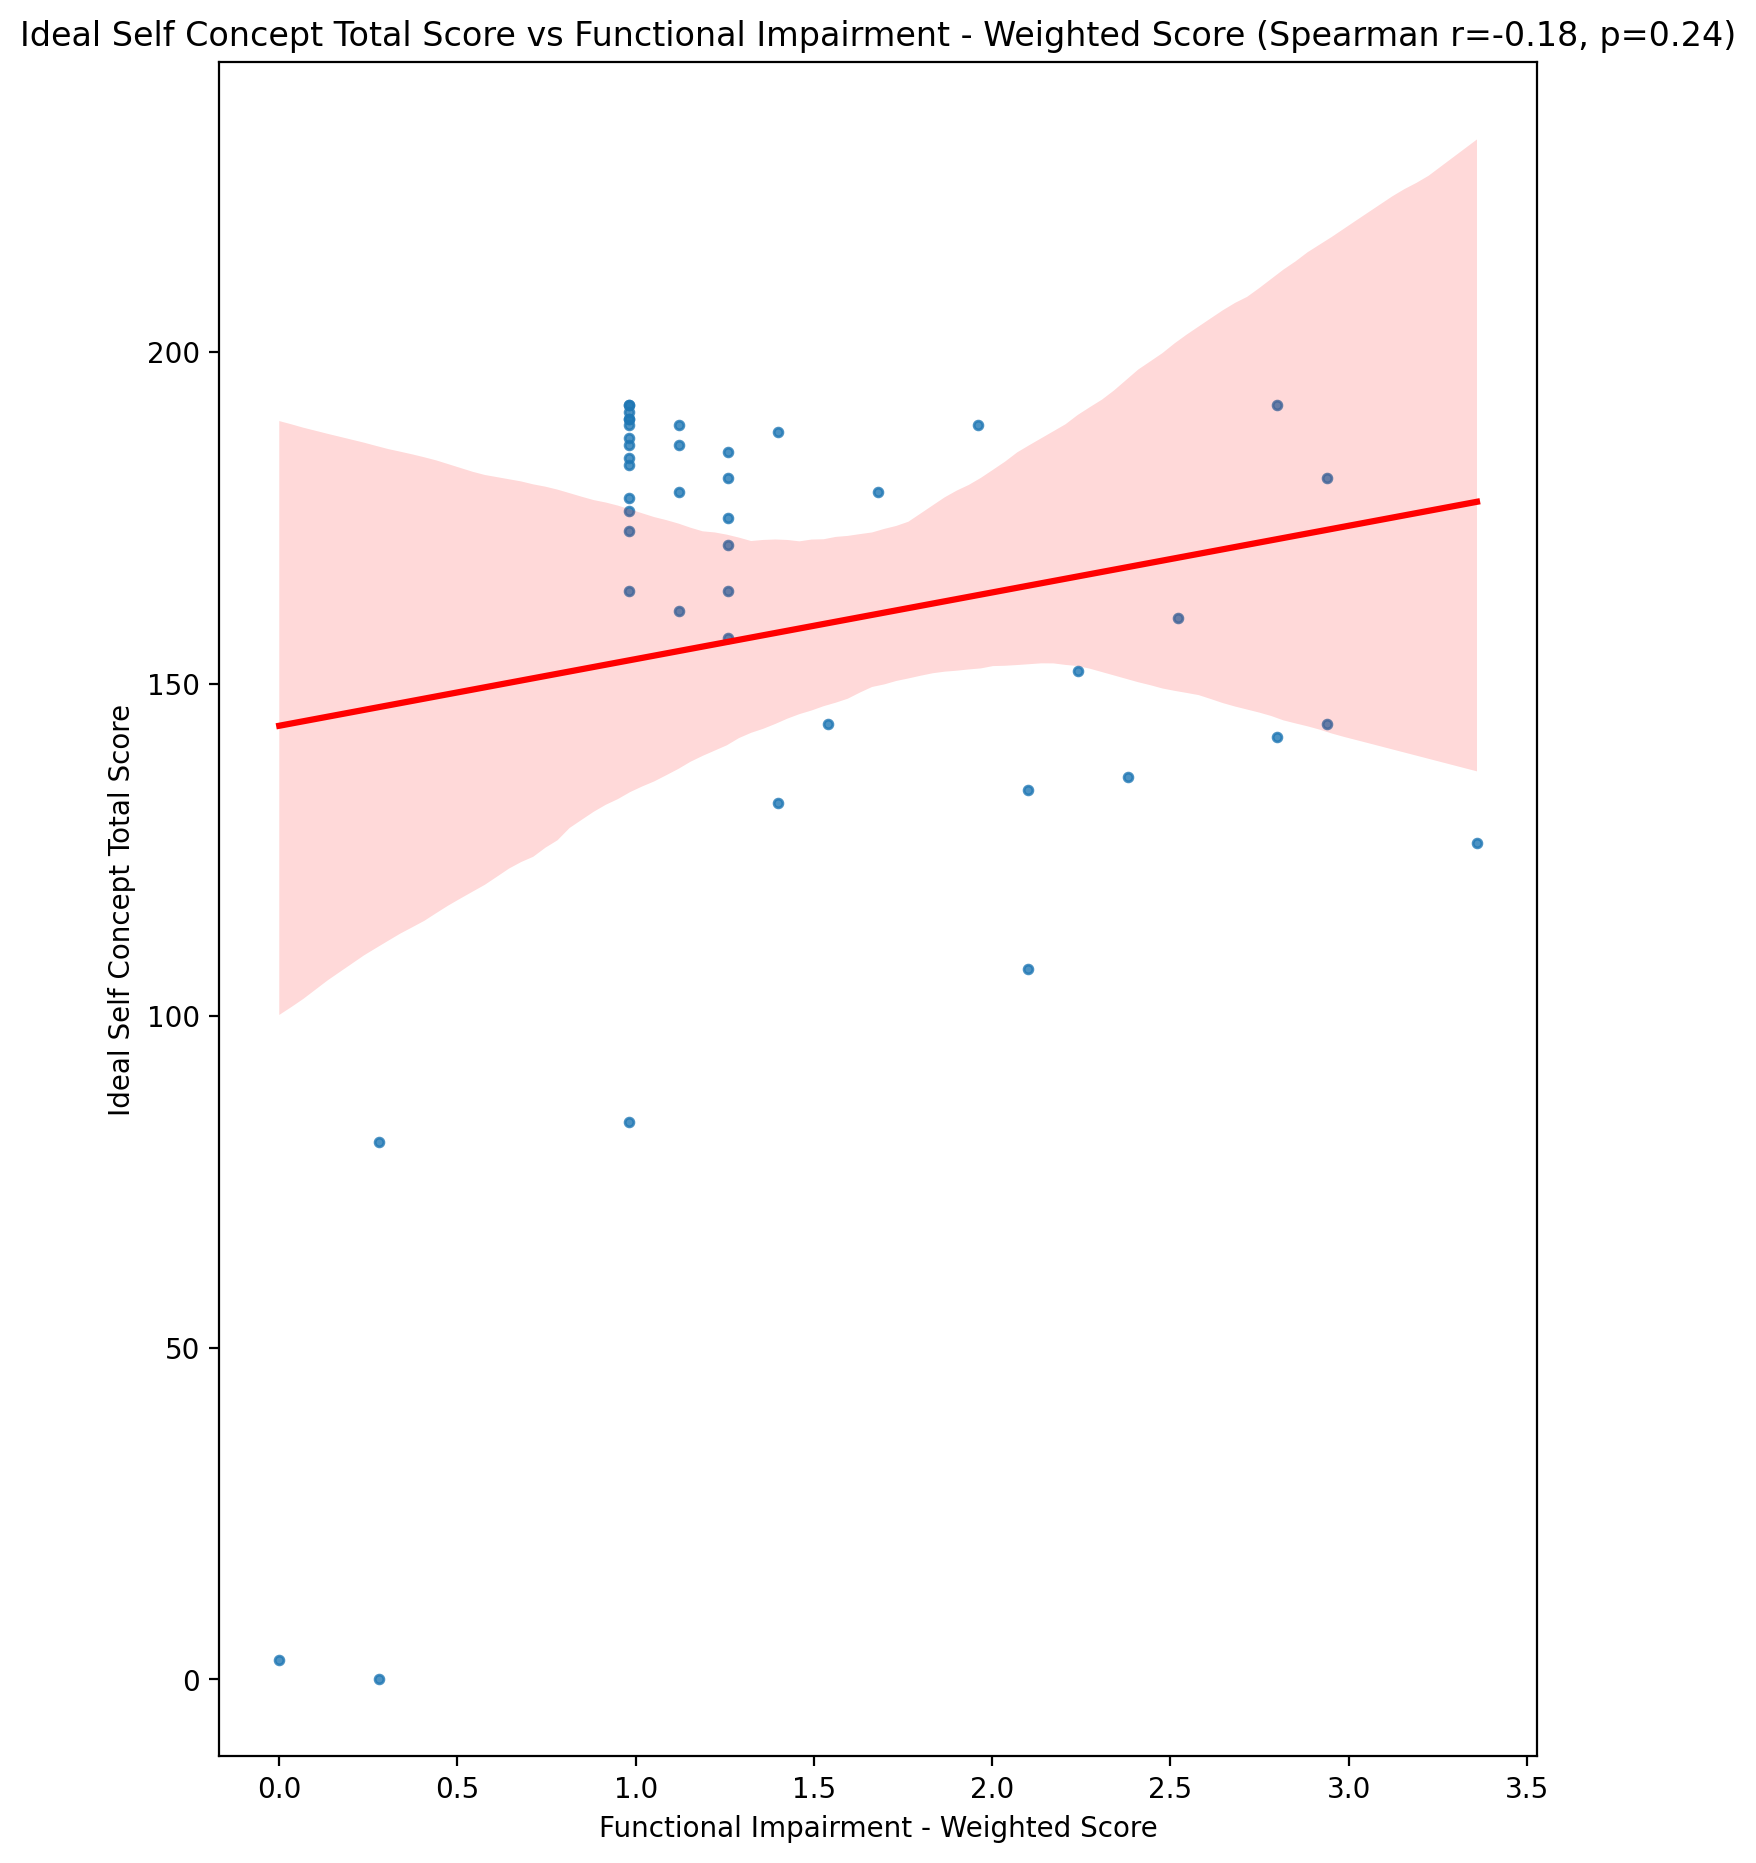 Ideal Self Concept Total Score vs Functional Impairment - Weighted Score (Spearman r=-0.18, p=0.24)
Ideal Self Concept Total Score
200
150
100
50
0
0.0 0.5 1.0 1.5 2.0 2.5 3.0 3.5
Functional Impairment - Weighted Score